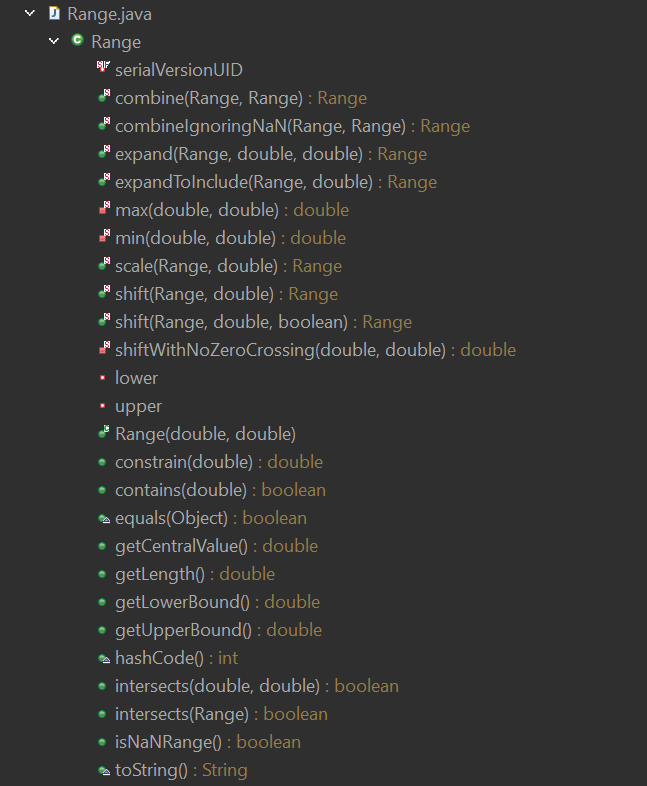 Range.java
Range
serialVersionUID
combine(Range, Range) : Range
combineIgnoringNaN(Range, Range) : Range
expand(Range, double, double) : Range
expandToInclude(Range, double) : Range
max(double, double) : double
min(double, double) : double
scale(Range, double) : Range
shift(Range, double) : Range
shift(Range, double, boolean) : Range
shiftWithNoZeroCrossing(double, double) : double
lower
upper
Range(double, double)
constrain(double) : double
contains(double) : boolean
equals(Object) : boolean
getCentralValue() : double
getLength() : double
getLowerBound() : double
getUpperBound() : double
hashCode() : int
intersects(double, double) : boolean
intersects(Range) : boolean
isNaNRange() : boolean
toString() : String